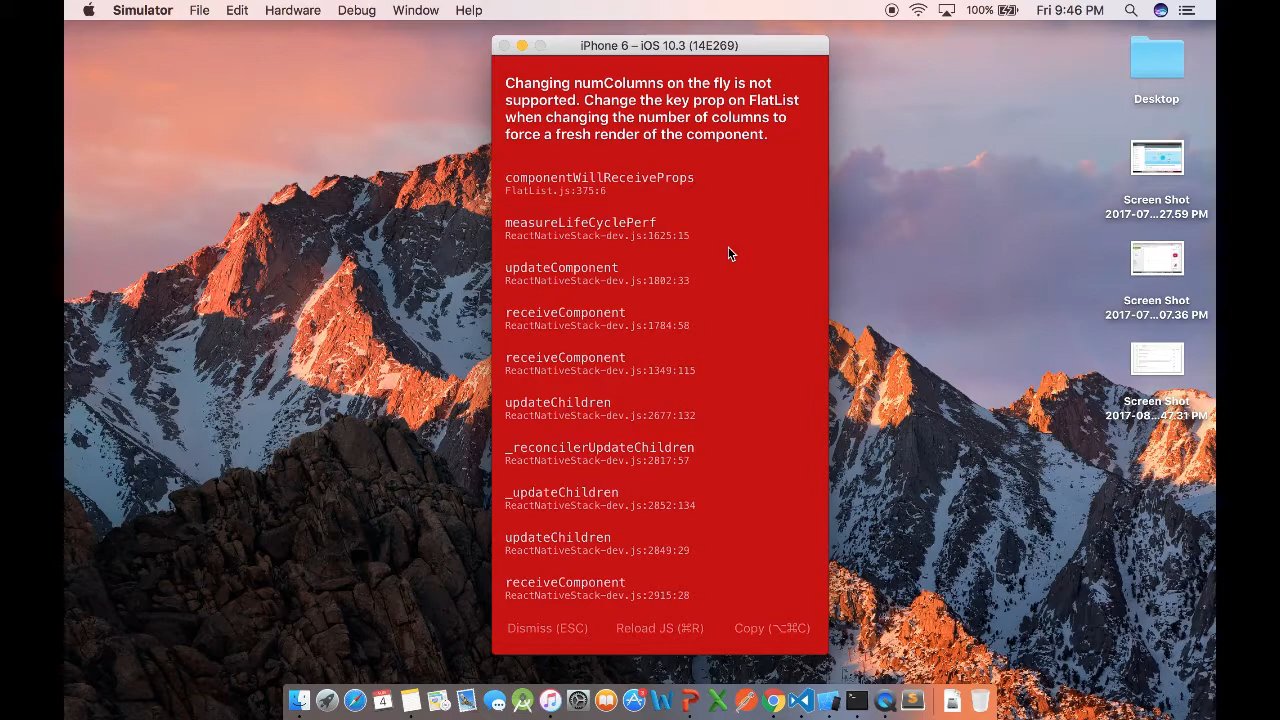 Simulator File Edit Hardware Debug Window Help 100% Fri 9:46 PM
iPhone 6 – iOS 10.3 (14E269)
Changing numColumns on the fly is not
supported. Change the key prop on FlatList
when changing the number of columns to
force a fresh render of the component.
componentWillReceiveProps
FlatList.js:375:6
measureLifeCyclePerf
ReactNativeStack-dev.js:1625:15
updateComponent
ReactNativeStack-dev.js:1802:33
receiveComponent
ReactNativeStack-dev.js:1784:58
receiveComponent
ReactNativeStack-dev.js:1349:115
updateChildren
ReactNativeStack-dev.js:2677:132
_reconcilerUpdateChildren
ReactNativeStack-dev.js:2817:57
_updateChildren
ReactNativeStack-dev.js:2852:134
updateChildren
ReactNativeStack-dev.js:2849:29
receiveComponent
ReactNativeStack-dev.js:2915:28
Dismiss (ESC) Reload JS (⌘R) Copy (⌥⌘C)
Desktop
Screen Shot
2017-07...27.59 PM
Screen Shot
2017-07...07.36 PM
Screen Shot
2017-08...47.31 PM
4